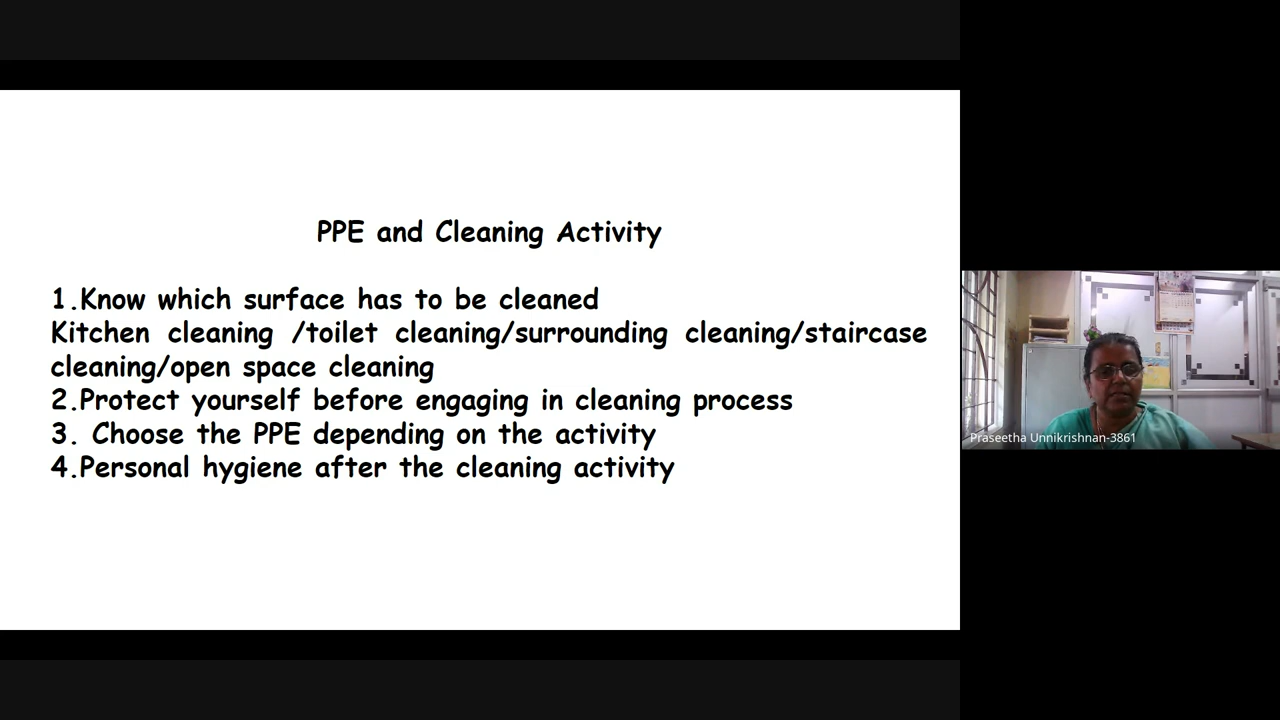 PPE and Cleaning Activity
1.Know which surface has to be cleaned
Kitchen cleaning /toilet cleaning/surrounding cleaning/staircase
cleaning/open space cleaning
2.Protect yourself before engaging in cleaning process
3. Choose the PPE depending on the activity
4.Personal hygiene after the cleaning activity
Praseetha Unnikrishnan-3861